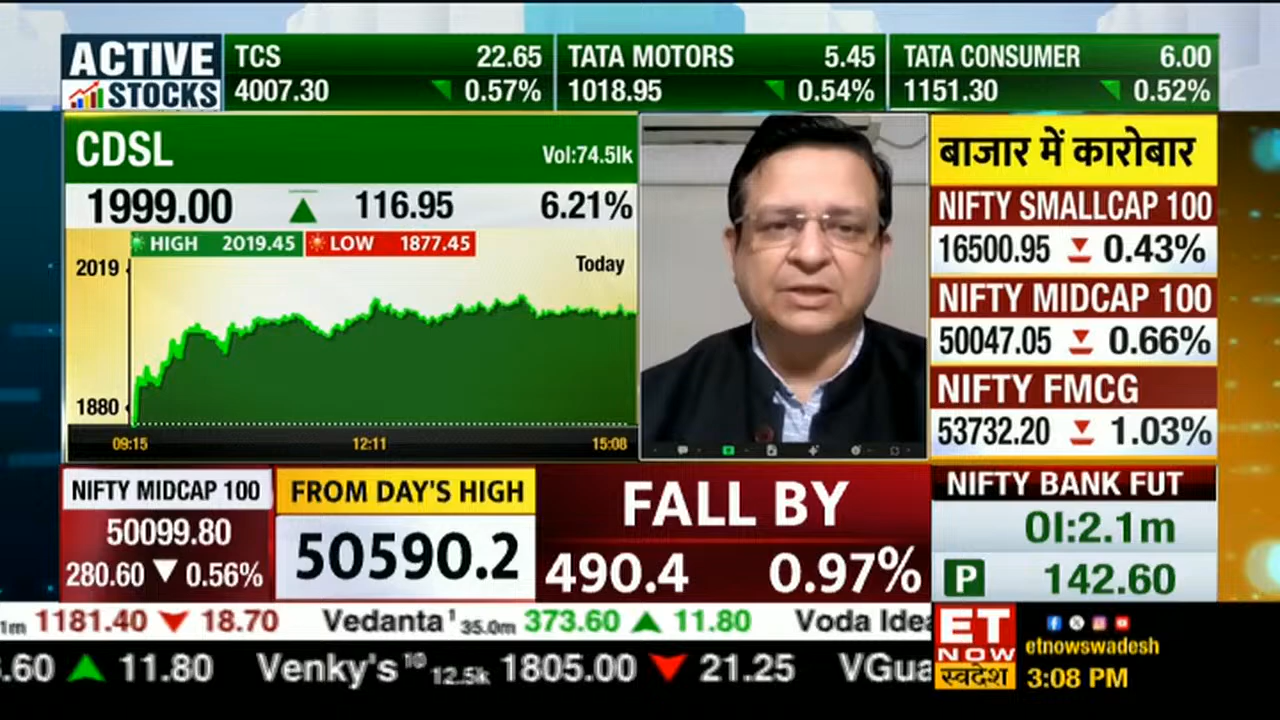 ACTIVE STOCKS
TCS 22.65
4007.30 0.57%
TATA MOTORS 5.45
1018.95 0.54%
TATA CONSUMER 6.00
1151.30 0.52%
CDSL Vol:74.5lk
1999.00 116.95 6.21%
HIGH 2019.45 LOW 1877.45
2019 Today
1880
09:15 12:11 15:08
बाजार में कारोबार
NIFTY SMALLCAP 100
16500.95 0.43%
NIFTY MIDCAP 100
50047.05 0.66%
NIFTY FMCG
53732.20 1.03%
NIFTY MIDCAP 100
50099.80
280.60 0.56%
FROM DAY'S HIGH
50590.2
FALL BY
490.4 0.97%
NIFTY BANK FUT
OI:2.1m
P 142.60
1m 1181.40 18.70 Vedanta¹ 35.0m 373.60 11.80 Voda Idea
.60 11.80 Venky's¹⁰ 12.5k 1805.00 21.25 VGua
ET NOW स्वदेश
etnowswadesh
3:08 PM